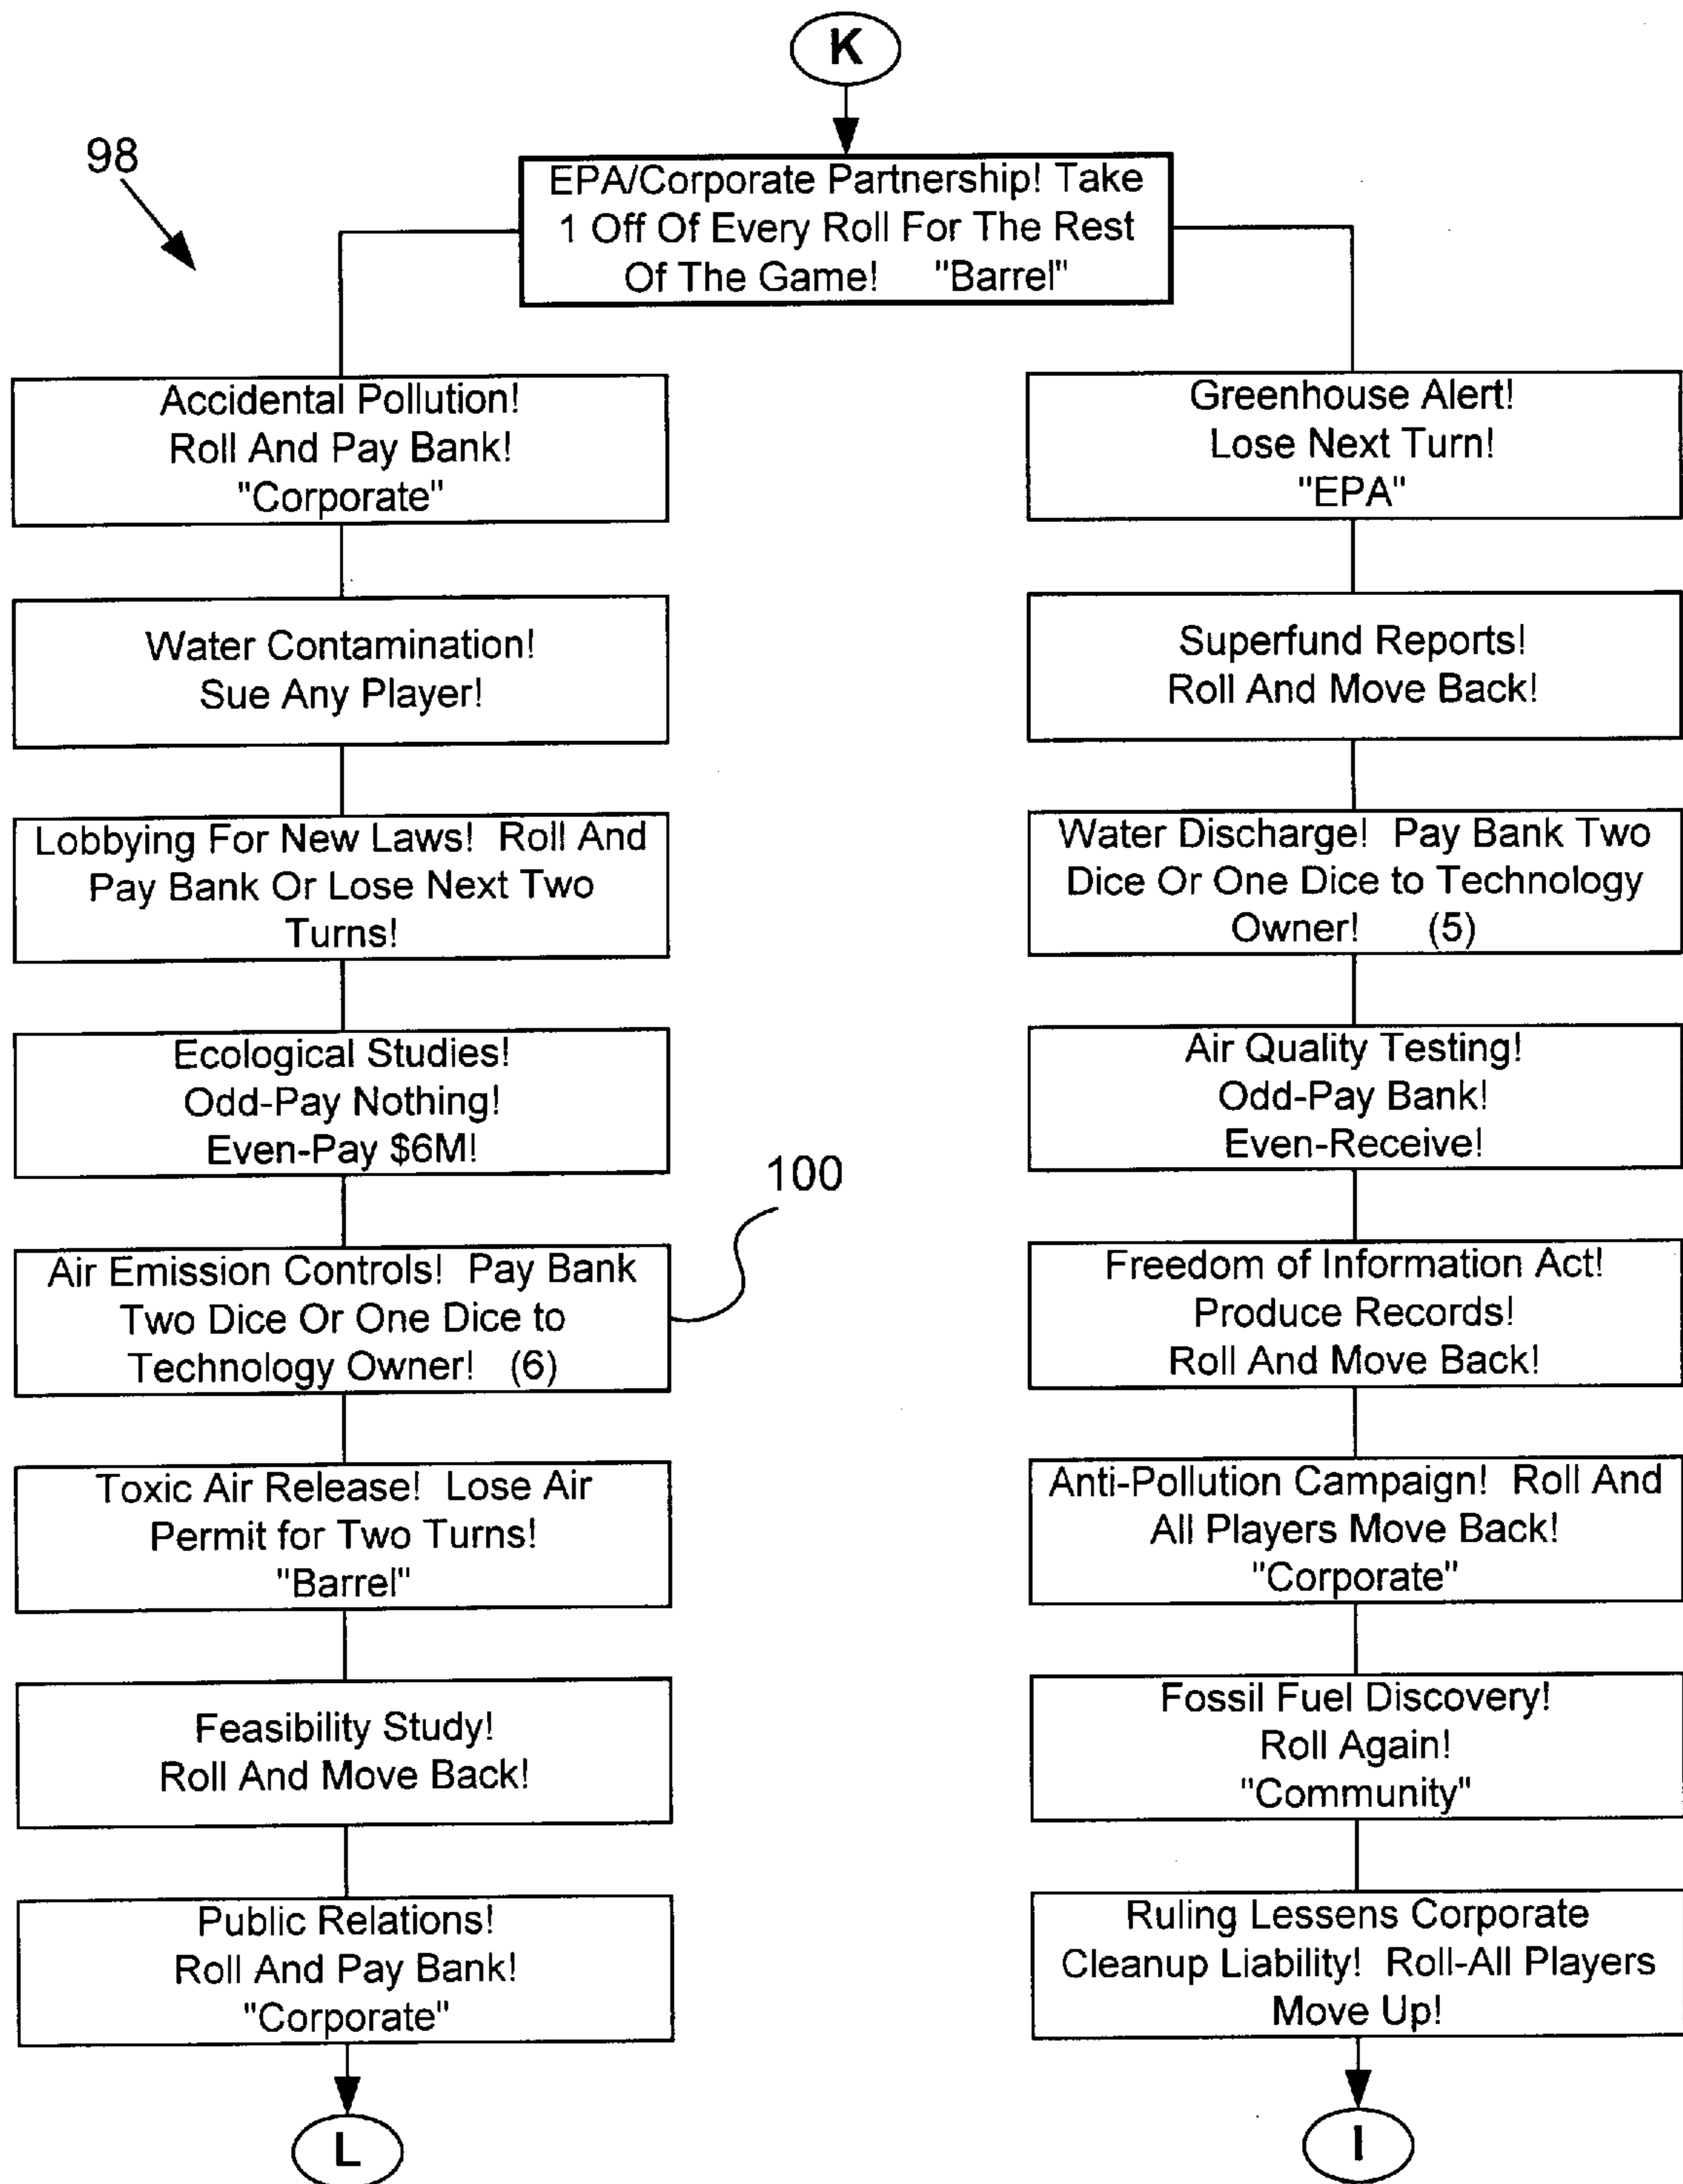 K
98
EPA/Corporate Partnership! Take
1 Off Of Every Roll For The Rest
Of The Game! "Barrel"
Accidental Pollution!
Roll And Pay Bank!
"Corporate"
Water Contamination!
Sue Any Player!
Lobbying For New Laws! Roll And
Pay Bank Or Lose Next Two
Turns!
Ecological Studies!
Odd-Pay Nothing!
Even-Pay $6M!
100
Air Emission Controls! Pay Bank
Two Dice Or One Dice to
Technology Owner! (6)
Toxic Air Release! Lose Air
Permit for Two Turns!
"Barrel"
Feasibility Study!
Roll And Move Back!
Public Relations!
Roll And Pay Bank!
"Corporate"
L
Greenhouse Alert!
Lose Next Turn!
"EPA"
Superfund Reports!
Roll And Move Back!
Water Discharge! Pay Bank Two
Dice Or One Dice to Technology
Owner! (5)
Air Quality Testing!
Odd-Pay Bank!
Even-Receive!
Freedom of Information Act!
Produce Records!
Roll And Move Back!
Anti-Pollution Campaign! Roll And
All Players Move Back!
"Corporate"
Fossil Fuel Discovery!
Roll Again!
"Community"
Ruling Lessens Corporate
Cleanup Liability! Roll-All Players
Move Up!
I